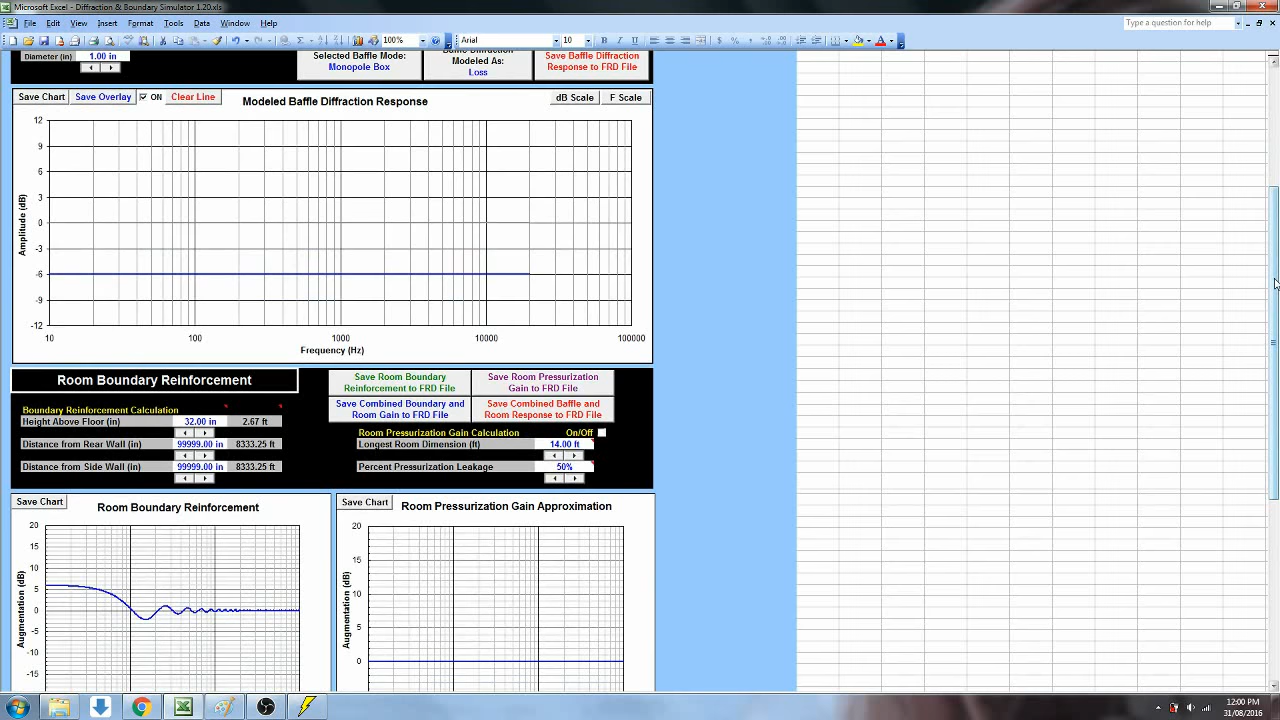 Microsoft Excel - Diffraction & Boundary Simulator 1.20.xls
File Edit View Insert Format Tools Data Window Help
Type a question for help
100%
Arial
10
B I U
Diameter (in) 1.00 in
Selected Baffle Mode:
Monopole Box
Modeled As:
Loss
Save Baffle Diffraction
Response to FRD File
Save Chart Save Overlay ON Clear Line
Modeled Baffle Diffraction Response
dB Scale F Scale
12
9
6
3
0
-3
-6
-9
-12
Amplitude (dB)
10 100 1000 10000 100000
Frequency (Hz)
Room Boundary Reinforcement
Save Room Boundary
Reinforcement to FRD File
Save Room Pressurization
Gain to FRD File
Save Combined Boundary and
Room Gain to FRD File
Save Combined Baffle and
Room Response to FRD File
Boundary Reinforcement Calculation
Height Above Floor (in) 32.00 in 2.67 ft
Distance from Rear Wall (in) 99999.00 in 8333.25 ft
Distance from Side Wall (in) 99999.00 in 8333.25 ft
Room Pressurization Gain Calculation On/Off
Longest Room Dimension (ft) 14.00 ft
Percent Pressurization Leakage 50%
Save Chart
Room Boundary Reinforcement
20
15
10
5
0
-5
-10
-15
Augmentation (dB)
Save Chart
Room Pressurization Gain Approximation
20
15
10
5
0
Augmentation (dB)
12:00 PM
31/08/2016